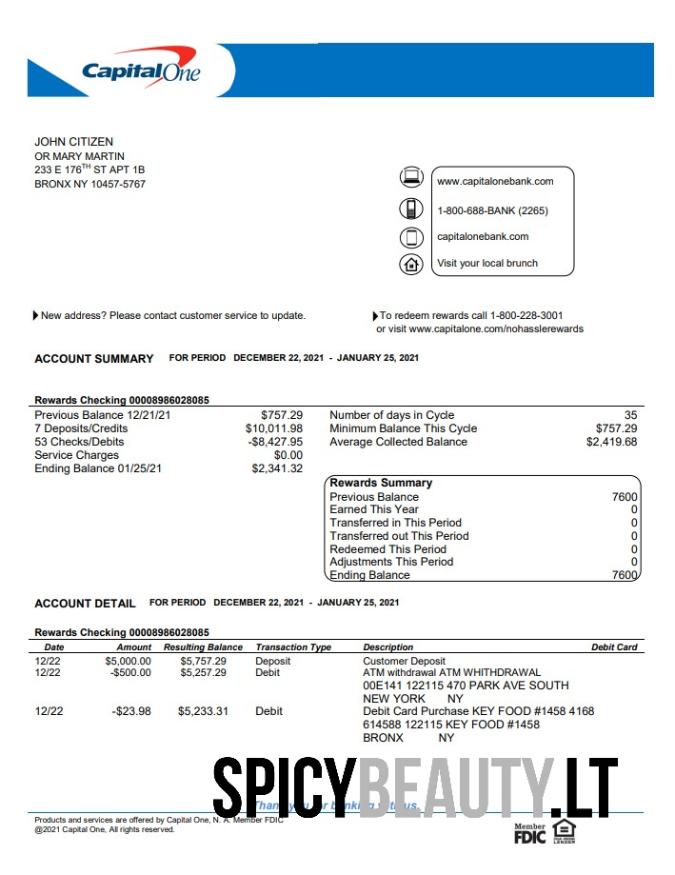 CapitalOne
JOHN CITIZEN
OR MARY MARTIN
233 E 176TH ST APT 1B
BRONX NY 10457-5767
www.capitalonebank.com
1-800-688-BANK (2265)
capitalonebank.com
Visit your local brunch
New address? Please contact customer service to update.
To redeem rewards call 1-800-228-3001
or visit www.capitalone.com/nohasslerewards
ACCOUNT SUMMARY FOR PERIOD DECEMBER 22, 2021 - JANUARY 25, 2021
Rewards Checking 00008986028085
Previous Balance 12/21/21 $757.29 Number of days in Cycle 35
7 Deposits/Credits $10,011.98 Minimum Balance This Cycle $757.29
53 Checks/Debits -$8,427.95 Average Collected Balance $2,419.68
Service Charges $0.00
Ending Balance 01/25/21 $2,341.32
Rewards Summary
Previous Balance 7600
Earned This Year 0
Transferred in This Period 0
Transferred out This Period 0
Redeemed This Period 0
Adjustments This Period 0
Ending Balance 7600
ACCOUNT DETAIL FOR PERIOD DECEMBER 22, 2021 - JANUARY 25, 2021
Rewards Checking 00008986028085
Date Amount Resulting Balance Transaction Type Description Debit Card
12/22 $5,000.00 $5,757.29 Deposit Customer Deposit
12/22 -$500.00 $5,257.29 Debit ATM withdrawal ATM WHITHDRAWAL
00E141 122115 470 PARK AVE SOUTH
NEW YORK NY
12/22 -$23.98 $5,233.31 Debit Debit Card Purchase KEY FOOD #1458 4168
614588 122115 KEY FOOD #1458
BRONX NY
SPICYBEAUTY.LT
Thank you for banking with us.
Products and services are offered by Capital One, N. A. Member FDIC
@2021 Capital One, All rights reserved.
Member
FDIC